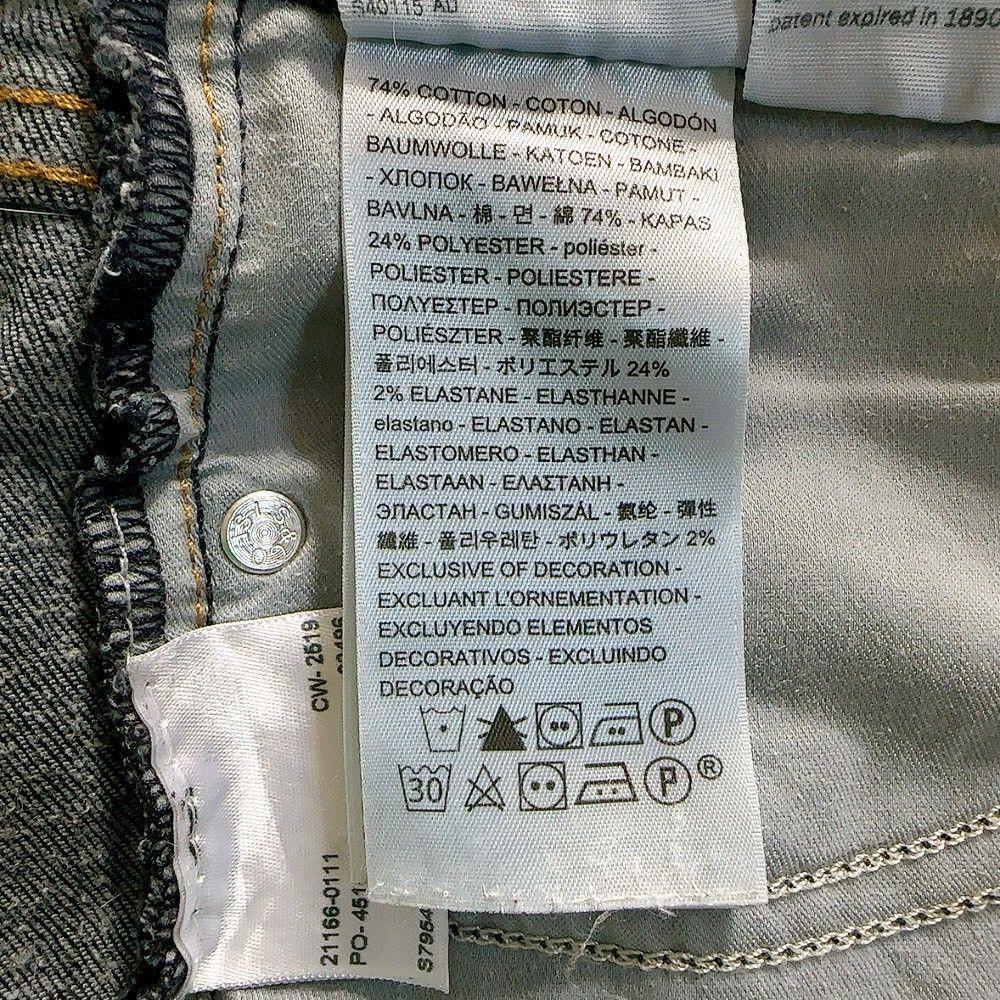 540115 AD
patent expired in 1890
74% COTTON - COTON - ALGODÓN
- ALGODÃO - PAMUK - COTONE -
BAUMWOLLE - KATOEN - BAMBAKI
- ХЛОПОК - BAWEŁNA - PAMUT -
BAVLNA - 棉 - 면 - 綿 74% - KAPAS
24% POLYESTER - poliéster -
POLIESTER - POLIESTERE -
ΠΟΛΥΕΣΤΕΡ - ПОЛИЭСТЕР -
POLIÉSZTER - 聚酯纤维 - 聚酯纖維 -
폴리에스터 - ポリエステル 24%
2% ELASTANE - ELASTHANNE -
elastano - ELASTANO - ELASTAN -
ELASTOMERO - ELASTHAN -
ELASTAAN - ΕΛΑΣΤΑΝΗ -
ЭЛАСТАН - GUMISZÁL - 氨纶 - 彈性
纖維 - 폴리우레탄 - ポリウレタン 2%
EXCLUSIVE OF DECORATION -
EXCLUANT L'ORNEMENTATION -
EXCLUYENDO ELEMENTOS
DECORATIVOS - EXCLUINDO
DECORAÇÃO
P
30 P ®
CW- 2519
21166-0111
PO- 451
S7954